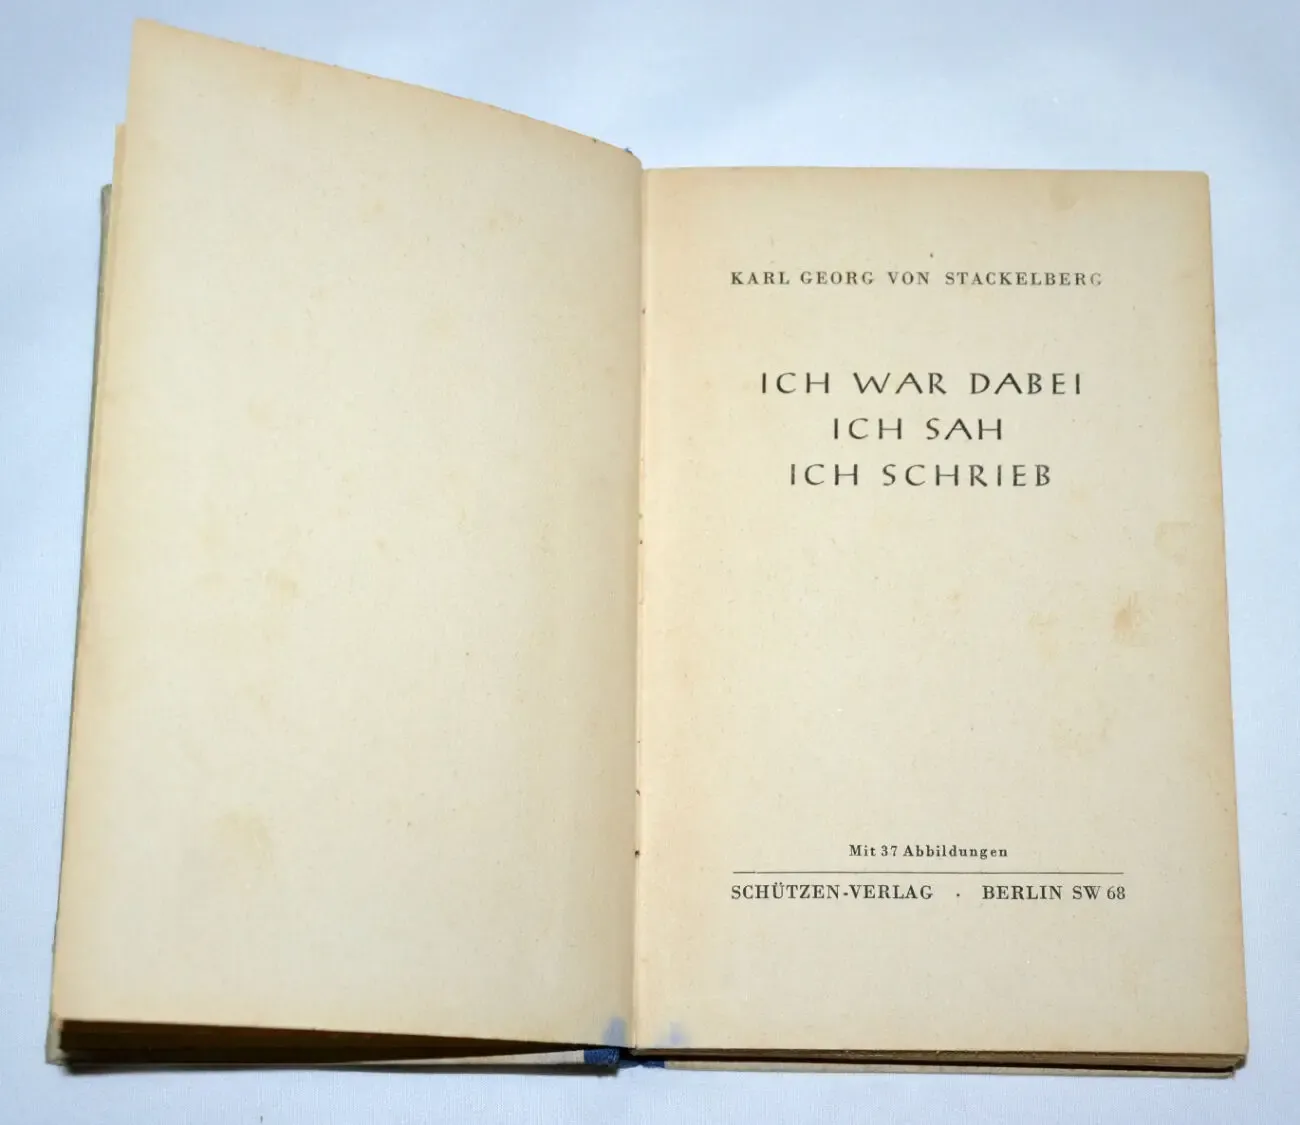 KARL GEORG VON STACKELBERG
ICH WAR DABEI
ICH SAH
ICH SCHRIEB
Mit 37 Abbildungen
SCHÜTZEN-VERLAG · BERLIN SW 68